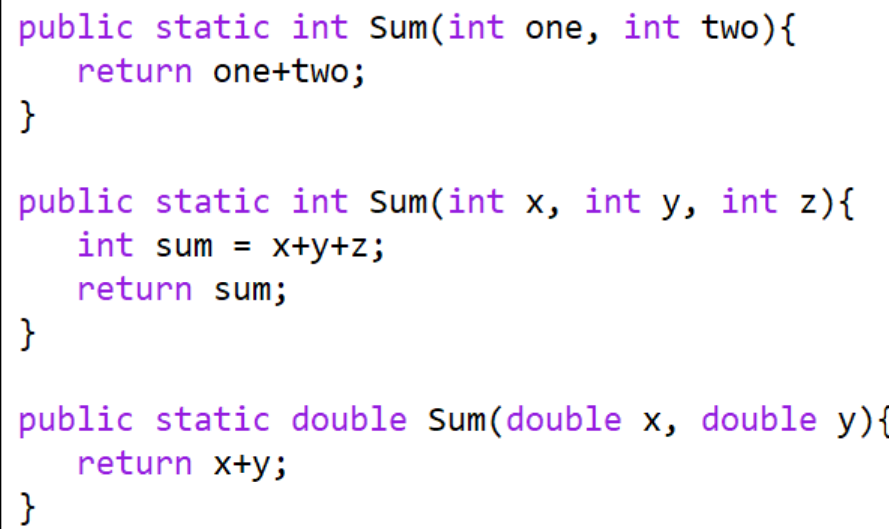 public static int Sum(int one, int two){
   return one+two;
}

public static int Sum(int x, int y, int z){
   int sum = x+y+z;
   return sum;
}

public static double Sum(double x, double y){
   return x+y;
}